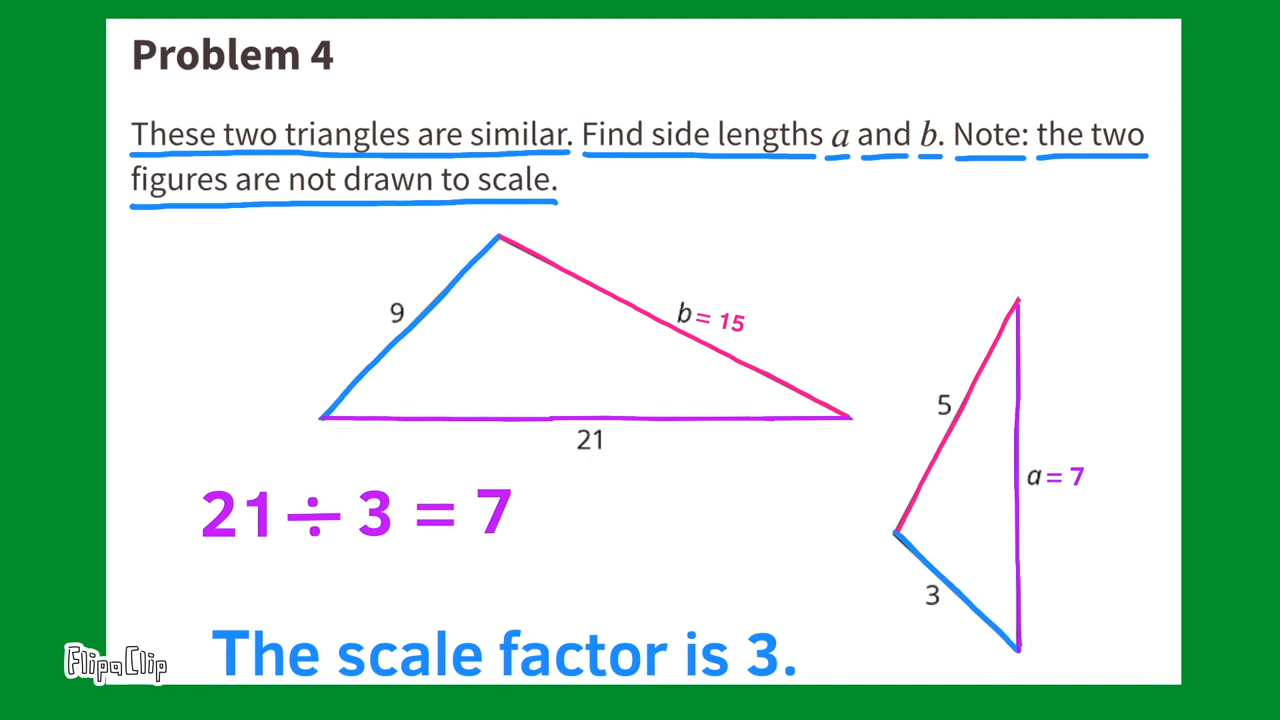 Problem 4
These two triangles are similar. Find side lengths a and b. Note: the two
figures are not drawn to scale.
9
b = 15
21
5
a = 7
3
21 ÷ 3 = 7
The scale factor is 3.
FlipaClip